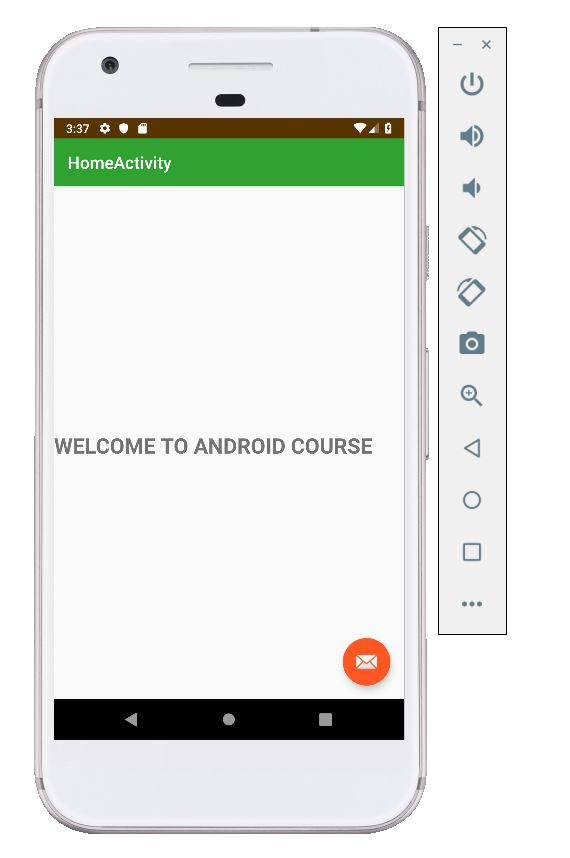 3:37
HomeActivity
WELCOME TO ANDROID COURSE